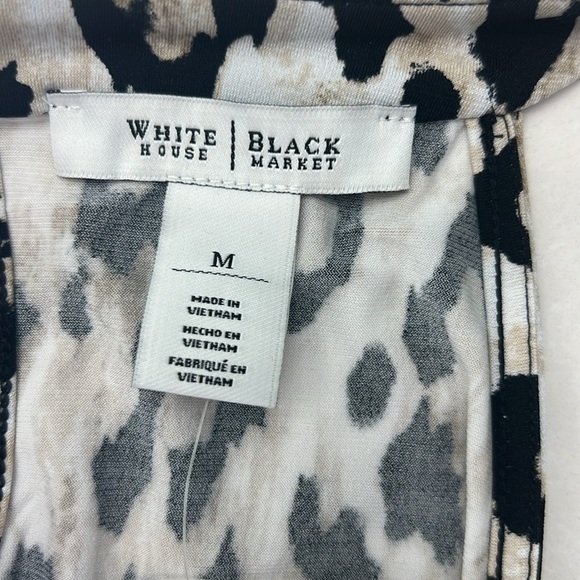 WHITE HOUSE | BLACK MARKET
M
MADE IN
VIETNAM
HECHO EN
VIETNAM
FABRIQUÉ EN
VIETNAM